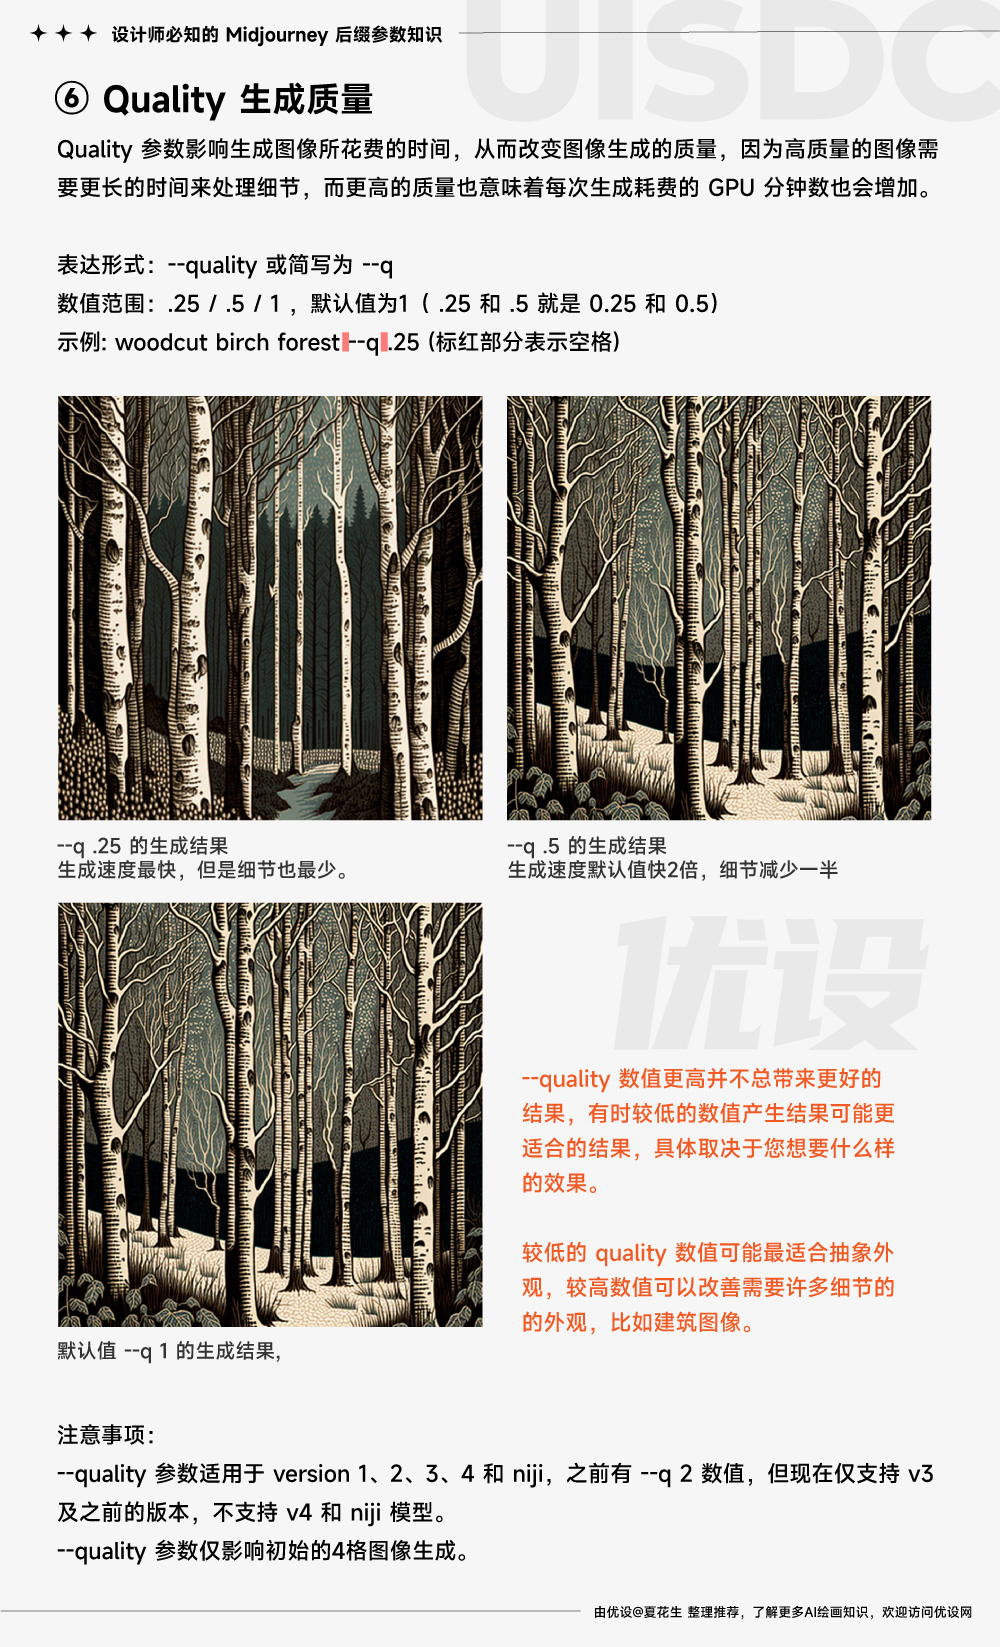 设计师必知的 Midjourney 后缀参数知识
UISDC
⑥ Quality 生成质量
Quality 参数影响生成图像所花费的时间，从而改变图像生成的质量，因为高质量的图像需
要更长的时间来处理细节，而更高的质量也意味着每次生成耗费的 GPU 分钟数也会增加。
表达形式：--quality 或简写为 --q
数值范围：.25 / .5 / 1 ，默认值为1（ .25 和 .5 就是 0.25 和 0.5）
示例: woodcut birch forest --q .25 (标红部分表示空格)
--q .25 的生成结果
生成速度最快，但是细节也最少。
--q .5 的生成结果
生成速度默认值快2倍，细节减少一半
优设
--quality 数值更高并不总带来更好的
结果，有时较低的数值产生结果可能更
适合的结果，具体取决于您想要什么样
的效果。
较低的 quality 数值可能最适合抽象外
观，较高数值可以改善需要许多细节的
的外观，比如建筑图像。
默认值 --q 1 的生成结果,
注意事项：
--quality 参数适用于 version 1、2、3、4 和 niji，之前有 --q 2 数值，但现在仅支持 v3
及之前的版本，不支持 v4 和 niji 模型。
--quality 参数仅影响初始的4格图像生成。
由优设@夏花生 整理推荐，了解更多AI绘画知识，欢迎访问优设网